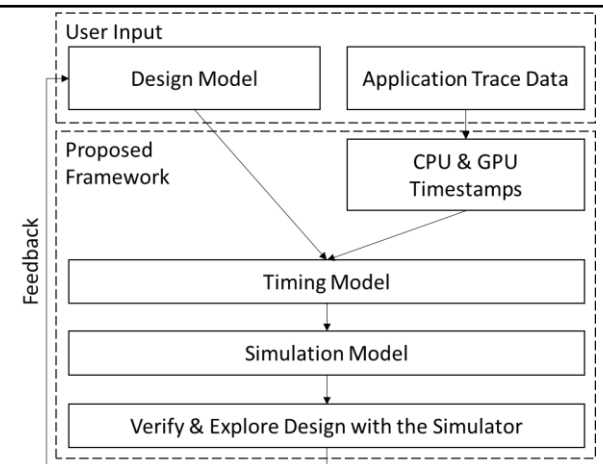 User Input
Design Model
Application Trace Data
Proposed
Framework
CPU & GPU
Timestamps
Feedback
Timing Model
Simulation Model
Verify & Explore Design with the Simulator